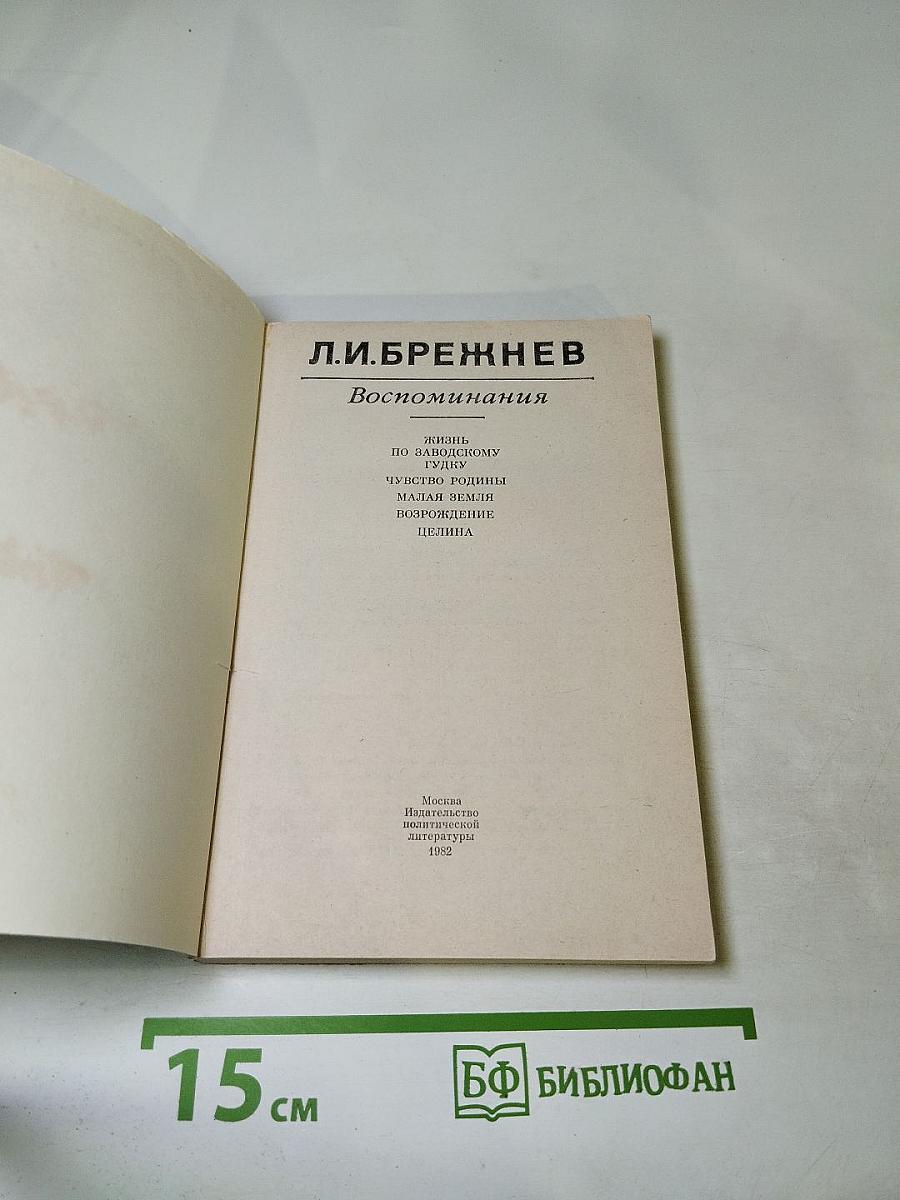 Л.И.БРЕЖНЕВ
Воспоминания
ЖИЗНЬ
ПО ЗАВОДСКОМУ
ГУДКУ
ЧУВСТВО РОДИНЫ
МАЛАЯ ЗЕМЛЯ
ВОЗРОЖДЕНИЕ
ЦЕЛИНА
Москва
Издательство
политической
литературы
1982
15 см
БФ БИБЛИОФАН